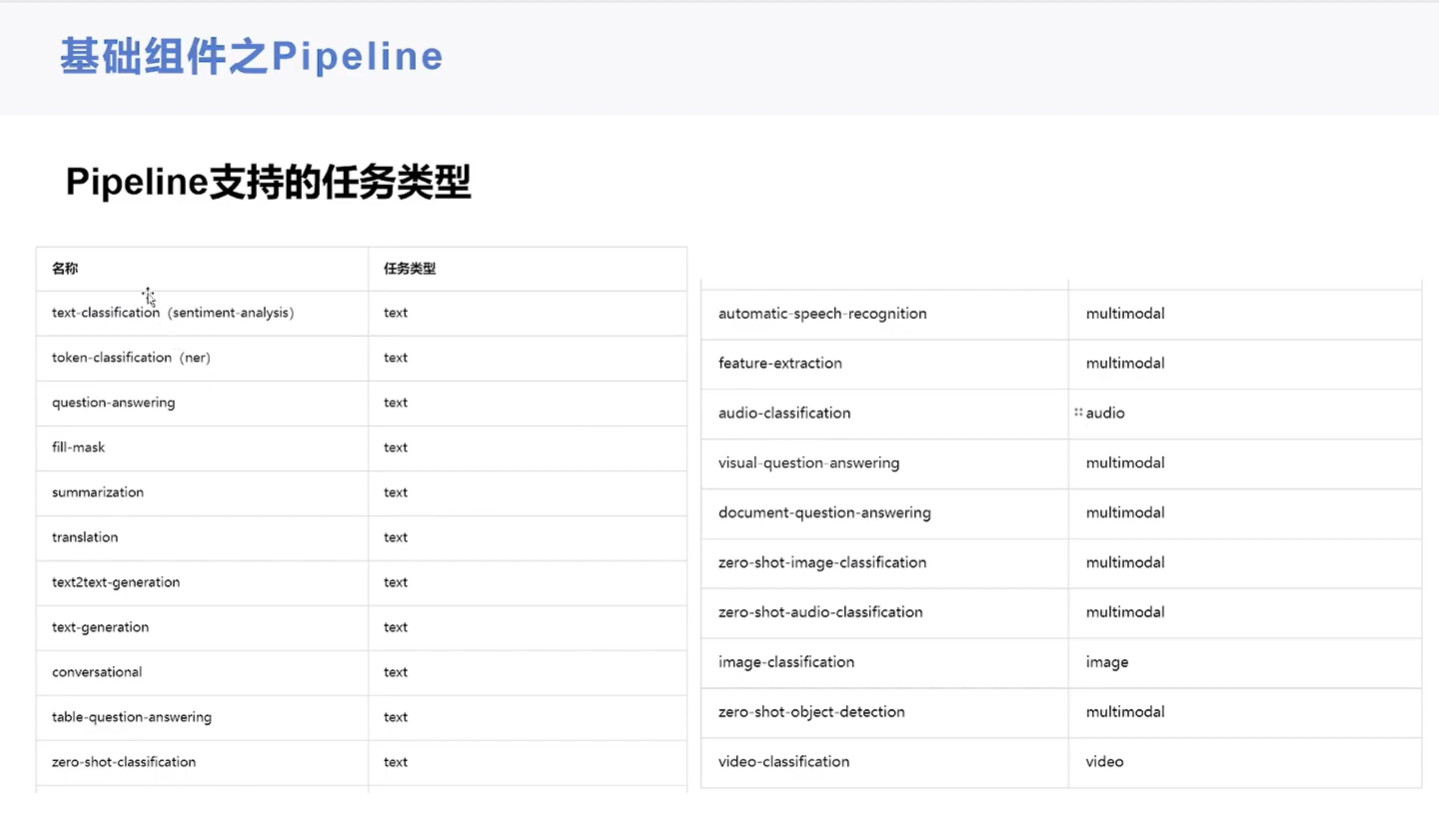 基础组件之Pipeline
Pipeline支持的任务类型
名称 任务类型
text-classification（sentiment-analysis） text
token-classification（ner） text
question-answering text
fill-mask text
summarization text
translation text
text2text-generation text
text-generation text
conversational text
table-question-answering text
zero-shot-classification text
automatic-speech-recognition multimodal
feature-extraction multimodal
audio-classification audio
visual-question-answering multimodal
document-question-answering multimodal
zero-shot-image-classification multimodal
zero-shot-audio-classification multimodal
image-classification image
zero-shot-object-detection multimodal
video-classification video